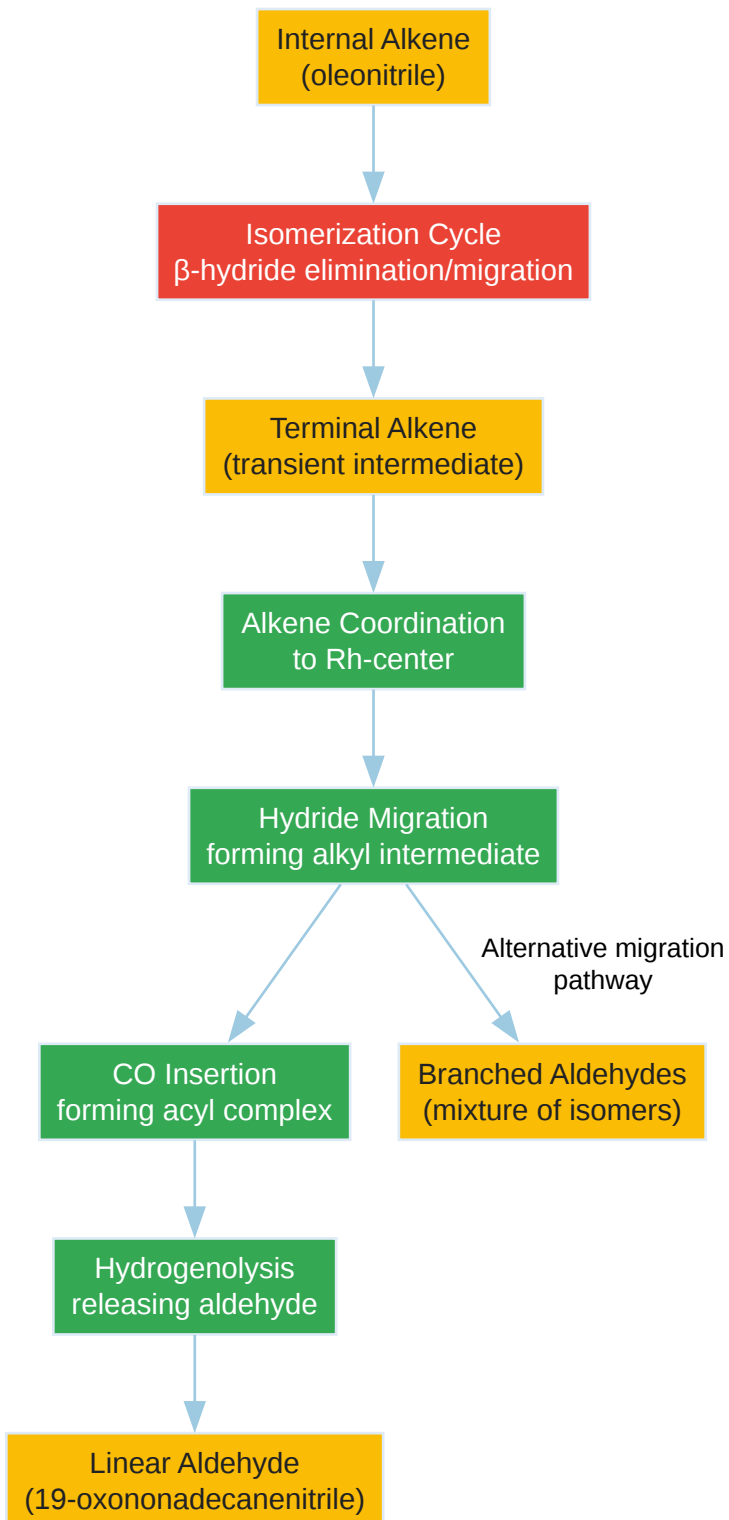 Internal Alkene
(oleonitrile)
Isomerization Cycle
β-hydride elimination/migration
Terminal Alkene
(transient intermediate)
Alkene Coordination
to Rh-center
Hydride Migration
forming alkyl intermediate
Alternative migration
pathway
CO Insertion
forming acyl complex
Branched Aldehydes
(mixture of isomers)
Hydrogenolysis
releasing aldehyde
Linear Aldehyde
(19-oxononadecanenitrile)